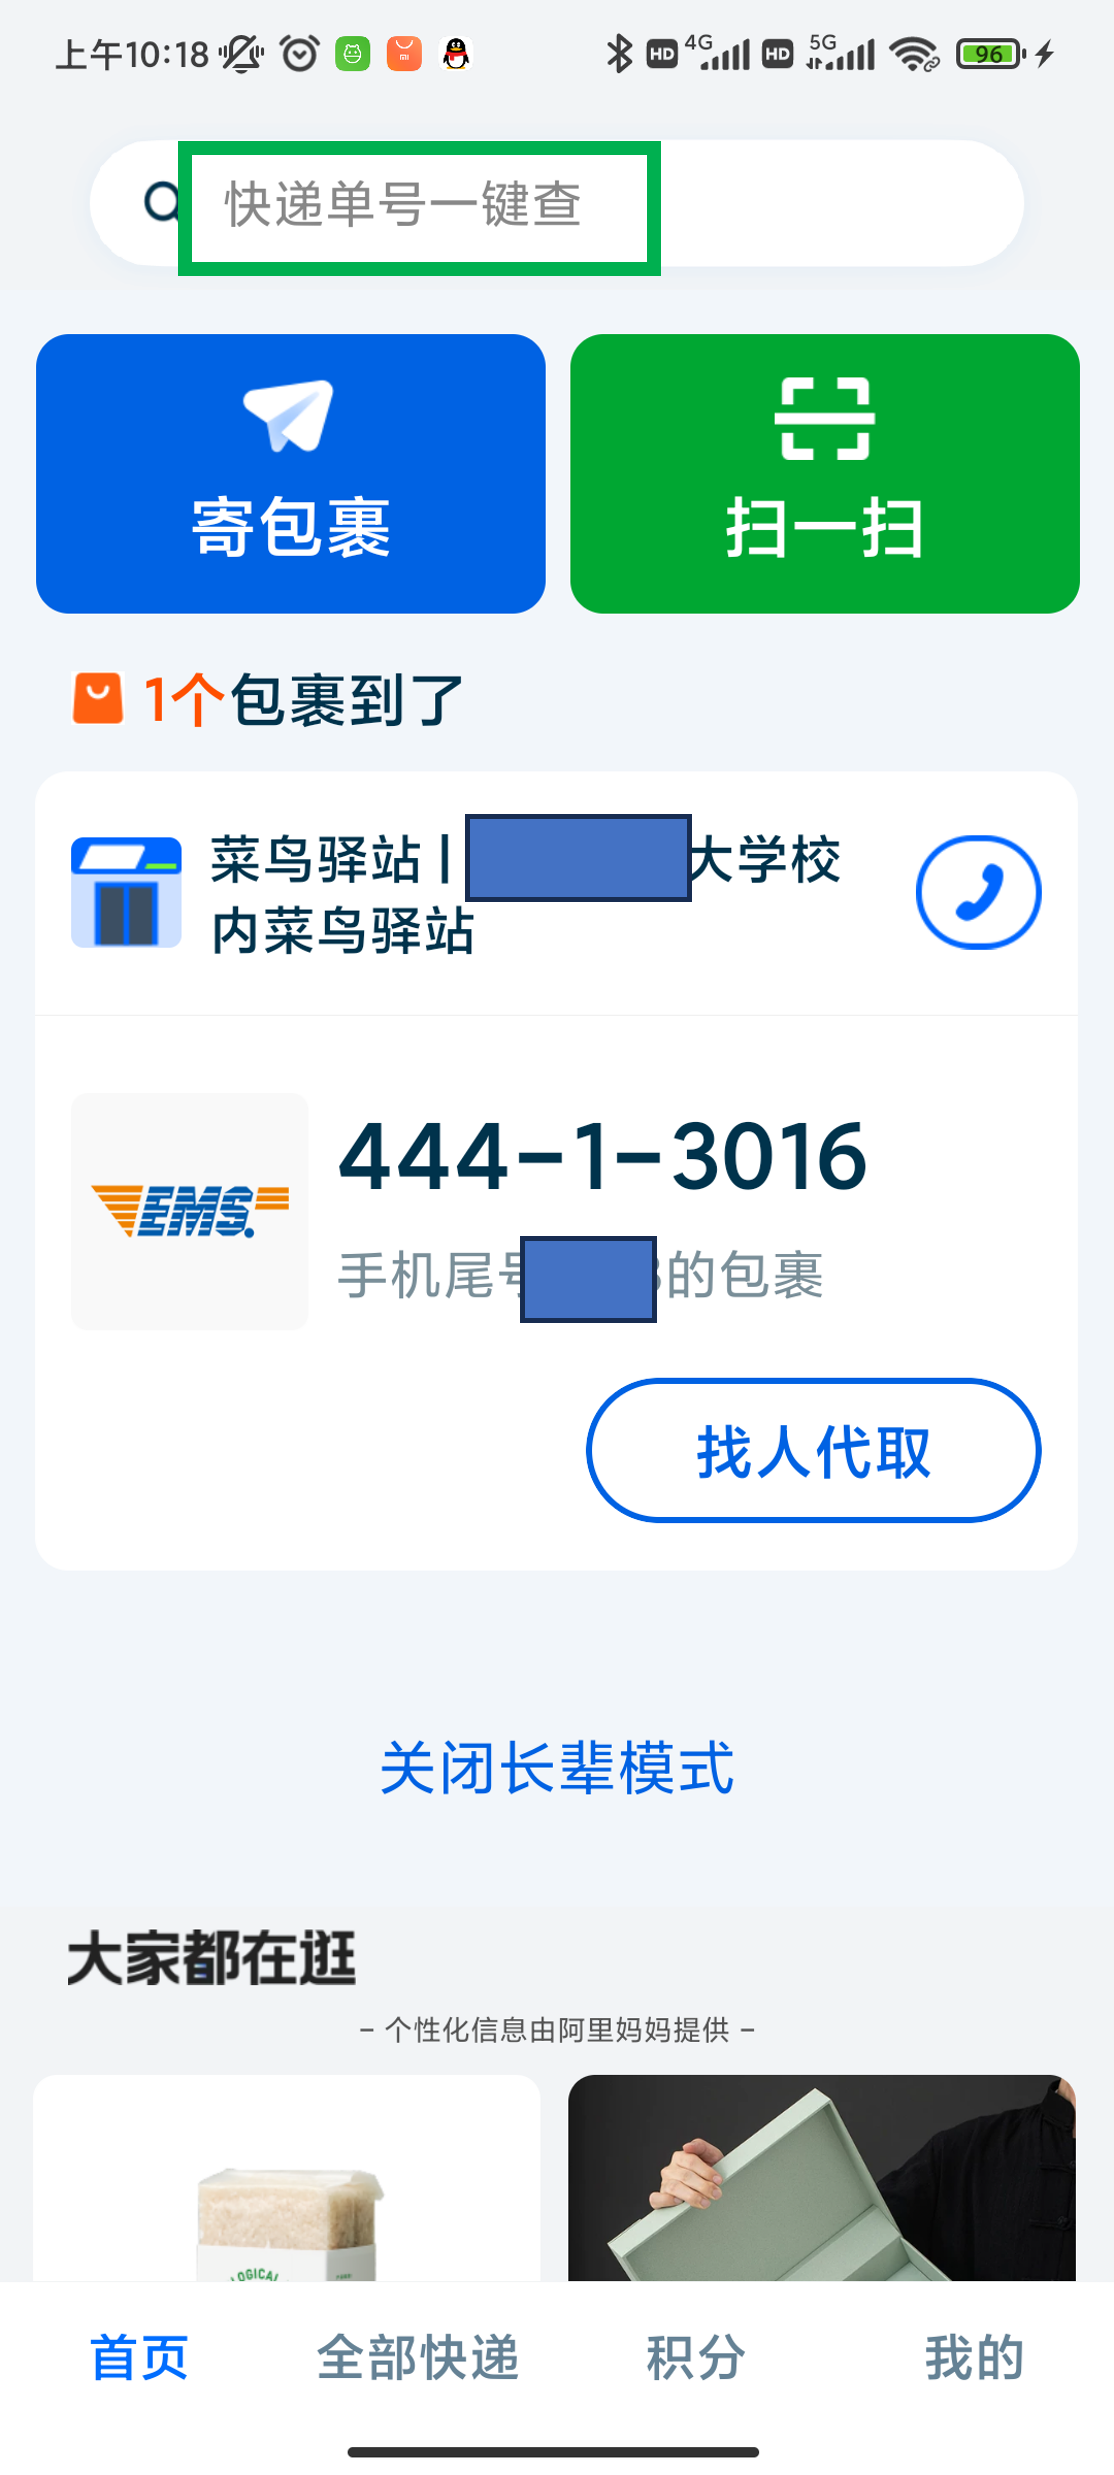 上午10:18
HD 4G HD 5G 96
快递单号一键查
寄包裹
扫一扫
1个包裹到了
菜鸟驿站 | 大学校
内菜鸟驿站
EMS
444-1-3016
手机尾号 的包裹
找人代取
关闭长辈模式
大家都在逛
- 个性化信息由阿里妈妈提供 -
LOGICAL
首页
全部快递
积分
我的